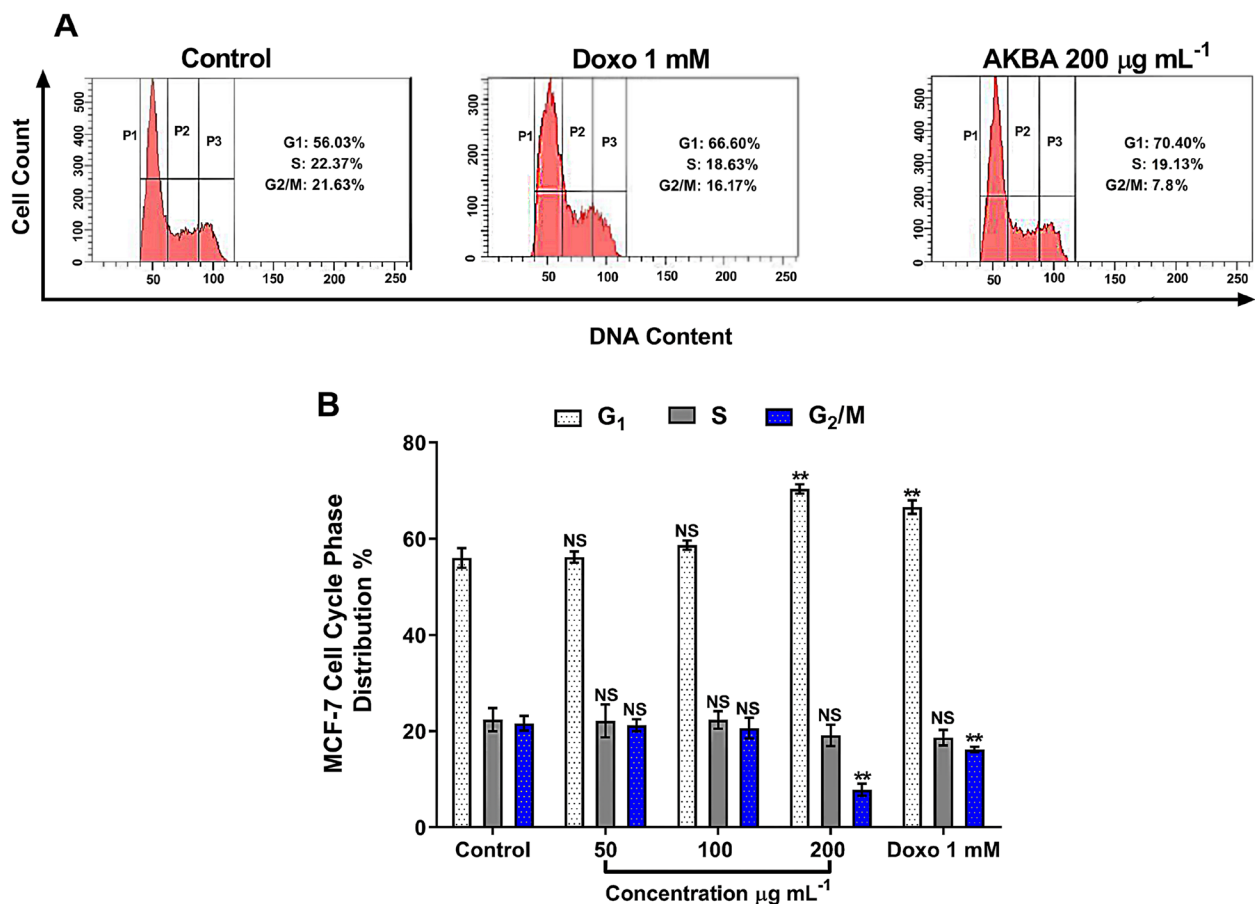 A
Control
Doxo 1 mM
AKBA 200 µg mL⁻¹
Cell Count
500
400
300
200
100
0
P1
P2
P3
G1: 56.03%
S: 22.37%
G2/M: 21.63%
50
100
150
200
250
300
200
100
0
P1
P2
P3
G1: 66.60%
S: 18.63%
G2/M: 16.17%
50
100
150
200
250
500
400
300
200
100
0
P1
P2
P3
G1: 70.40%
S: 19.13%
G2/M: 7.8%
50
100
150
200
250
DNA Content
B
G₁ S G₂/M
MCF-7 Cell Cycle Phase
Distribution %
80
60
40
20
0
NS
NS
NS
NS
NS
NS
**
NS
**
**
NS
**
Control 50 100 200 Doxo 1 mM
Concentration µg mL⁻¹